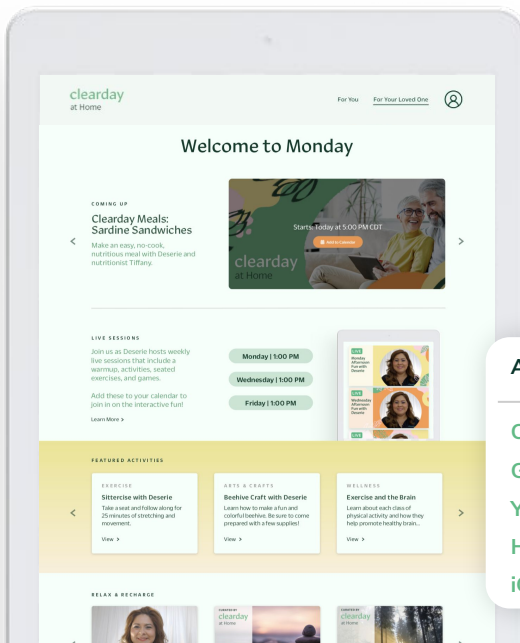 clearday
at Home
For You
For Your Loved One
Welcome to Monday
COMING UP
Clearday Meals:
Sardine Sandwiches
Make an easy, no-cook,
nutritious meal with Deserie and
nutritionist Tiffany.
Starts: Today at 5:00 PM CDT
Add to Calendar
clearday
at Home
LIVE SESSIONS
Join us as Deserie hosts weekly
live sessions that include a
warmup, activities, seated
exercises, and games.
Add these to your calendar to
join in on the interactive fun!
Learn More >
Monday | 1:00 PM
Wednesday | 1:00 PM
Friday | 1:00 PM
LIVE
Monday
Afternoon
Fun with
Deserie
LIVE
Wednesday
Afternoon
Fun with
Deserie
LIVE
FEATURED ACTIVITIES
EXERCISE
Sittercise with Deserie
Take a seat and follow along for
25 minutes of stretching and
movement.
View >
ARTS & CRAFTS
Beehive Craft with Deserie
Learn how to make a fun and
colorful beehive. Be sure to come
prepared with a few supplies!
View >
WELLNESS
Exercise and the Brain
Learn about each class of
physical activity and how they
help promote healthy brain...
View >
RELAX & RECHARGE
CURATED BY
clearday
at Home
CURATED BY
clearday
at Home